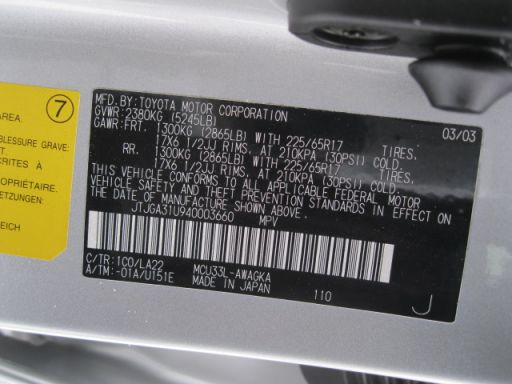 7
AREA.
BLESSURE GRAVE:
CRITÈS À
PROPRIÉTAIRE.
ETZUNGEN:
EICH
MFD. BY: TOYOTA MOTOR CORPORATION 03/03
GVWR: 2380KG (5245LB)
GAWR: FRT. 1300KG (2865LB) WITH 225/65R17 TIRES.
17X6 1/2JJ RIMS, AT 210KPA (30PSI) COLD.
RR. 1300KG (2865LB) WITH 225/65R17 TIRES.
17X6 1/2JJ RIMS, AT 210KPA (30PSI) COLD.
THIS VEHICLE CONFORMS TO ALL APPLICABLE FEDERAL MOTOR
VEHICLE SAFETY AND THEFT PREVENTION STANDARDS IN EFFECT ON
THE DATE OF MANUFACTURE SHOWN ABOVE.
JTJGA31U940003660 MPV
C/TR: 1C0/LA22 MCU33L-AWAGKA
A/TM: -01A/U151E MADE IN JAPAN 110 J